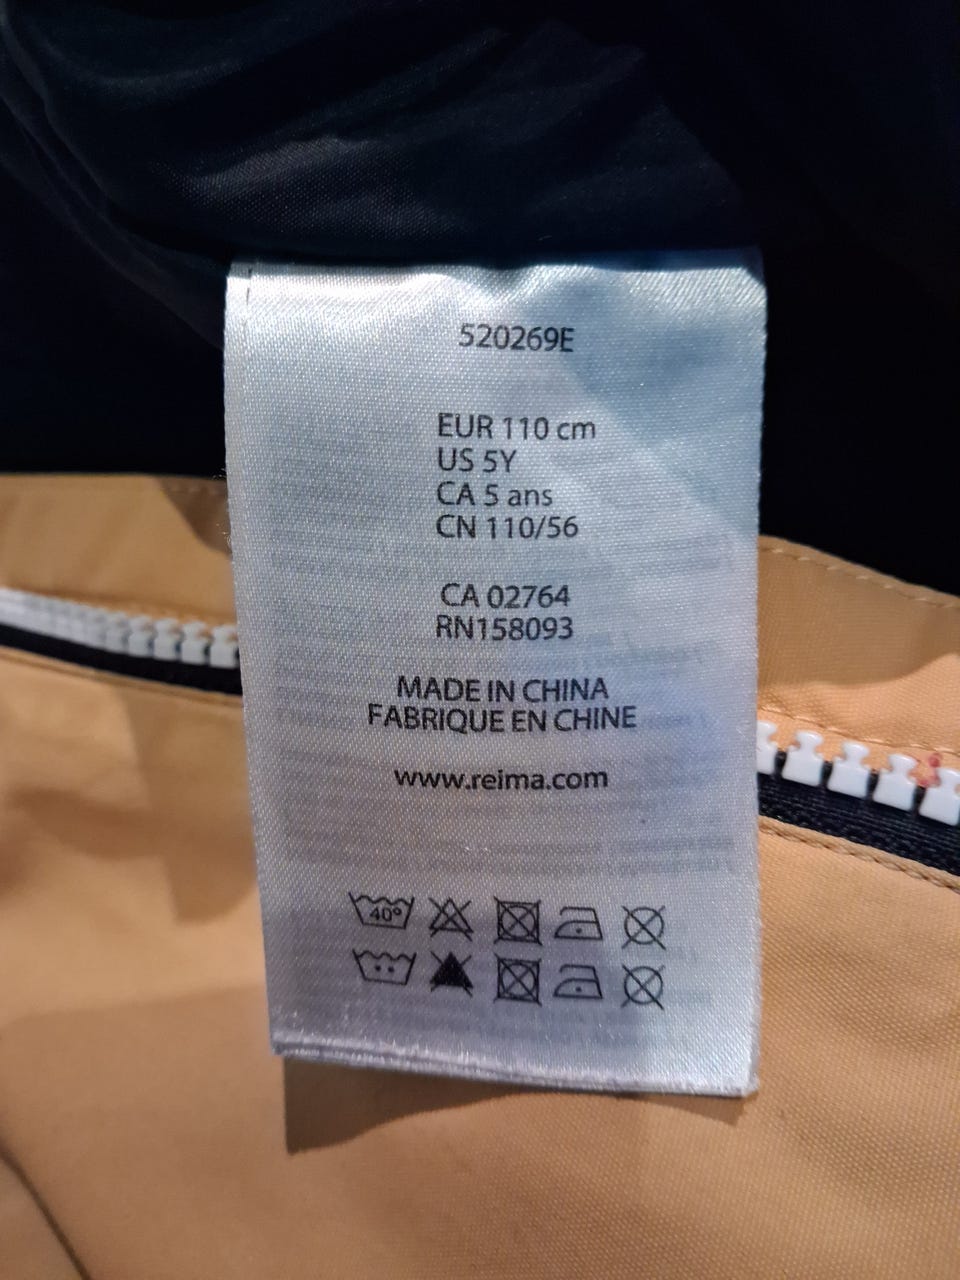 520269E
EUR 110 cm
US 5Y
CA 5 ans
CN 110/56
CA 02764
RN158093
MADE IN CHINA
FABRIQUE EN CHINE
www.reima.com
40°